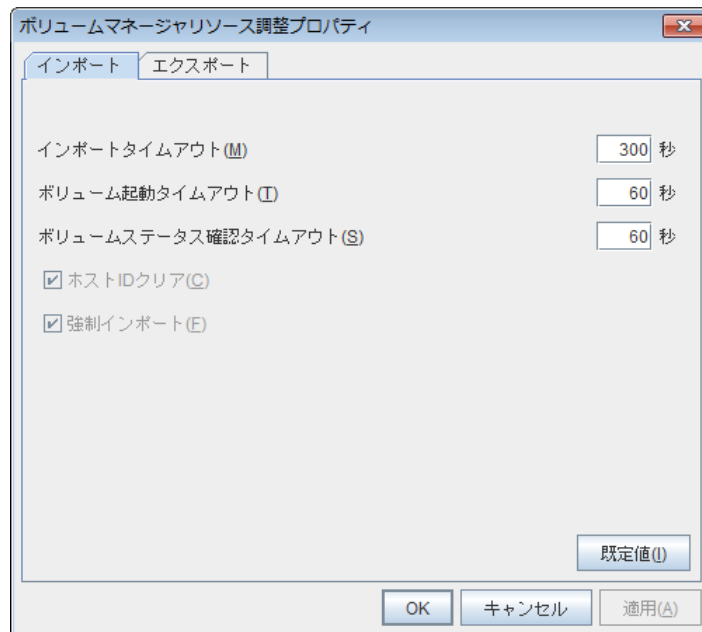 ボリュームマネージャリソース調整プロパティ
インポート エクスポート
インポートタイムアウト(M) 300 秒
ボリューム起動タイムアウト(T) 60 秒
ボリュームステータス確認タイムアウト(S) 60 秒
ホストIDクリア(C)
強制インポート(F)
既定値(I)
OK キャンセル 適用(A)